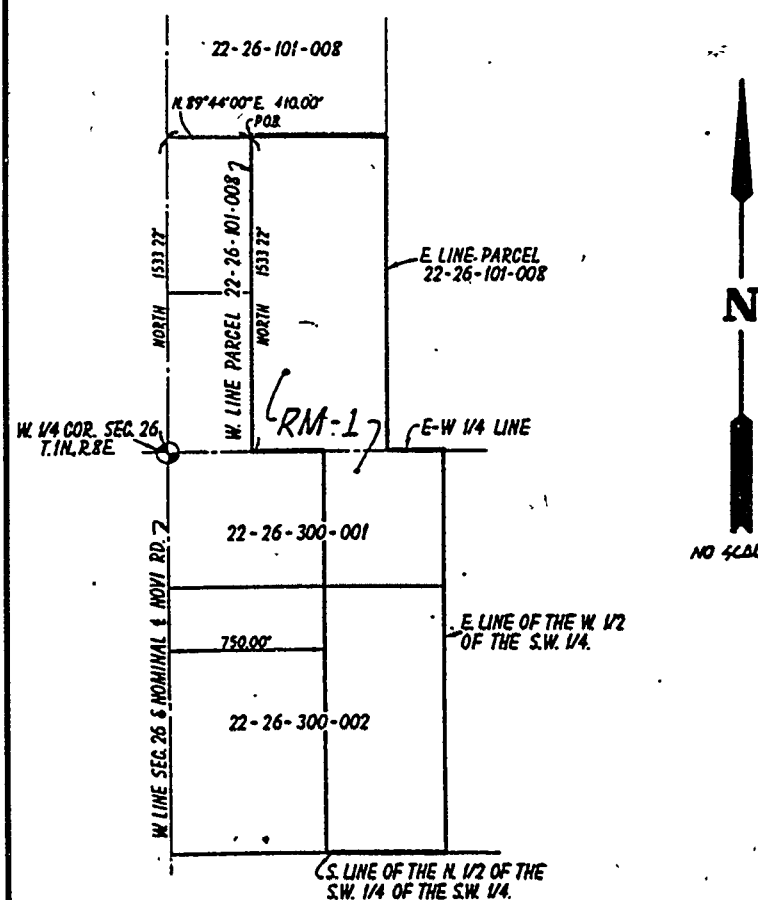 22-26-101-008
N. 89°44'00"E. 410.00'
P.O.B.
NORTH 1533.22'
W. LINE PARCEL 22-26-101-008
NORTH 1533.22'
E. LINE PARCEL
22-26-101-008
N
RM-1
W. 1/4 COR. SEC. 26,
T.1N., R.8E.
E-W 1/4 LINE
22-26-300-001
NO SCAL
W. LINE SEC. 26 & NOMINAL & NOVI RD.
750.00'
E. LINE OF THE W. 1/2
OF THE S.W. 1/4.
22-26-300-002
S. LINE OF THE N. 1/2 OF THE
S.W. 1/4 OF THE S.W. 1/4.